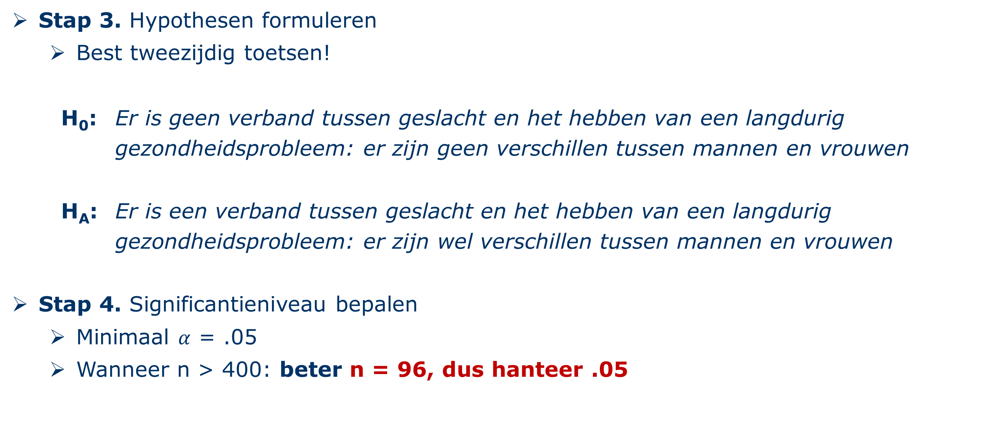 ➢ Stap 3. Hypothesen formuleren
➢ Best tweezijdig toetsen!
H₀: Er is geen verband tussen geslacht en het hebben van een langdurig
gezondheidsprobleem: er zijn geen verschillen tussen mannen en vrouwen
H_A: Er is een verband tussen geslacht en het hebben van een langdurig
gezondheidsprobleem: er zijn wel verschillen tussen mannen en vrouwen
➢ Stap 4. Significantieniveau bepalen
➢ Minimaal α = .05
➢ Wanneer n > 400: beter n = 96, dus hanteer .05